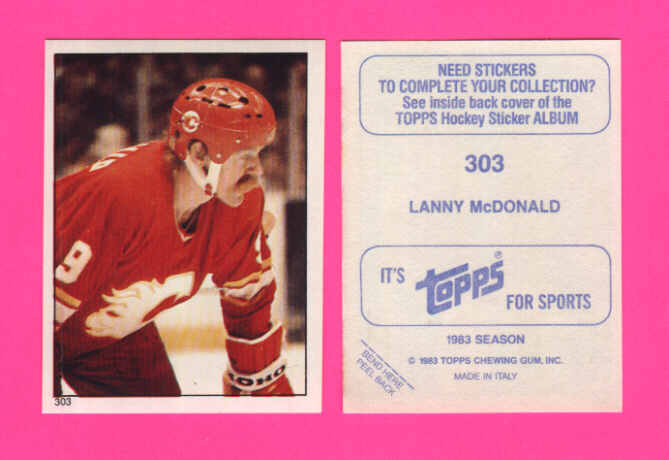 9
HOHO
303
NEED STICKERS
TO COMPLETE YOUR COLLECTION?
See inside back cover of the
TOPPS Hockey Sticker ALBUM
303
LANNY McDONALD
IT'S Topps® FOR SPORTS
1983 SEASON
© 1983 TOPPS CHEWING GUM, INC.
MADE IN ITALY
BEND HERE
PEEL BACK